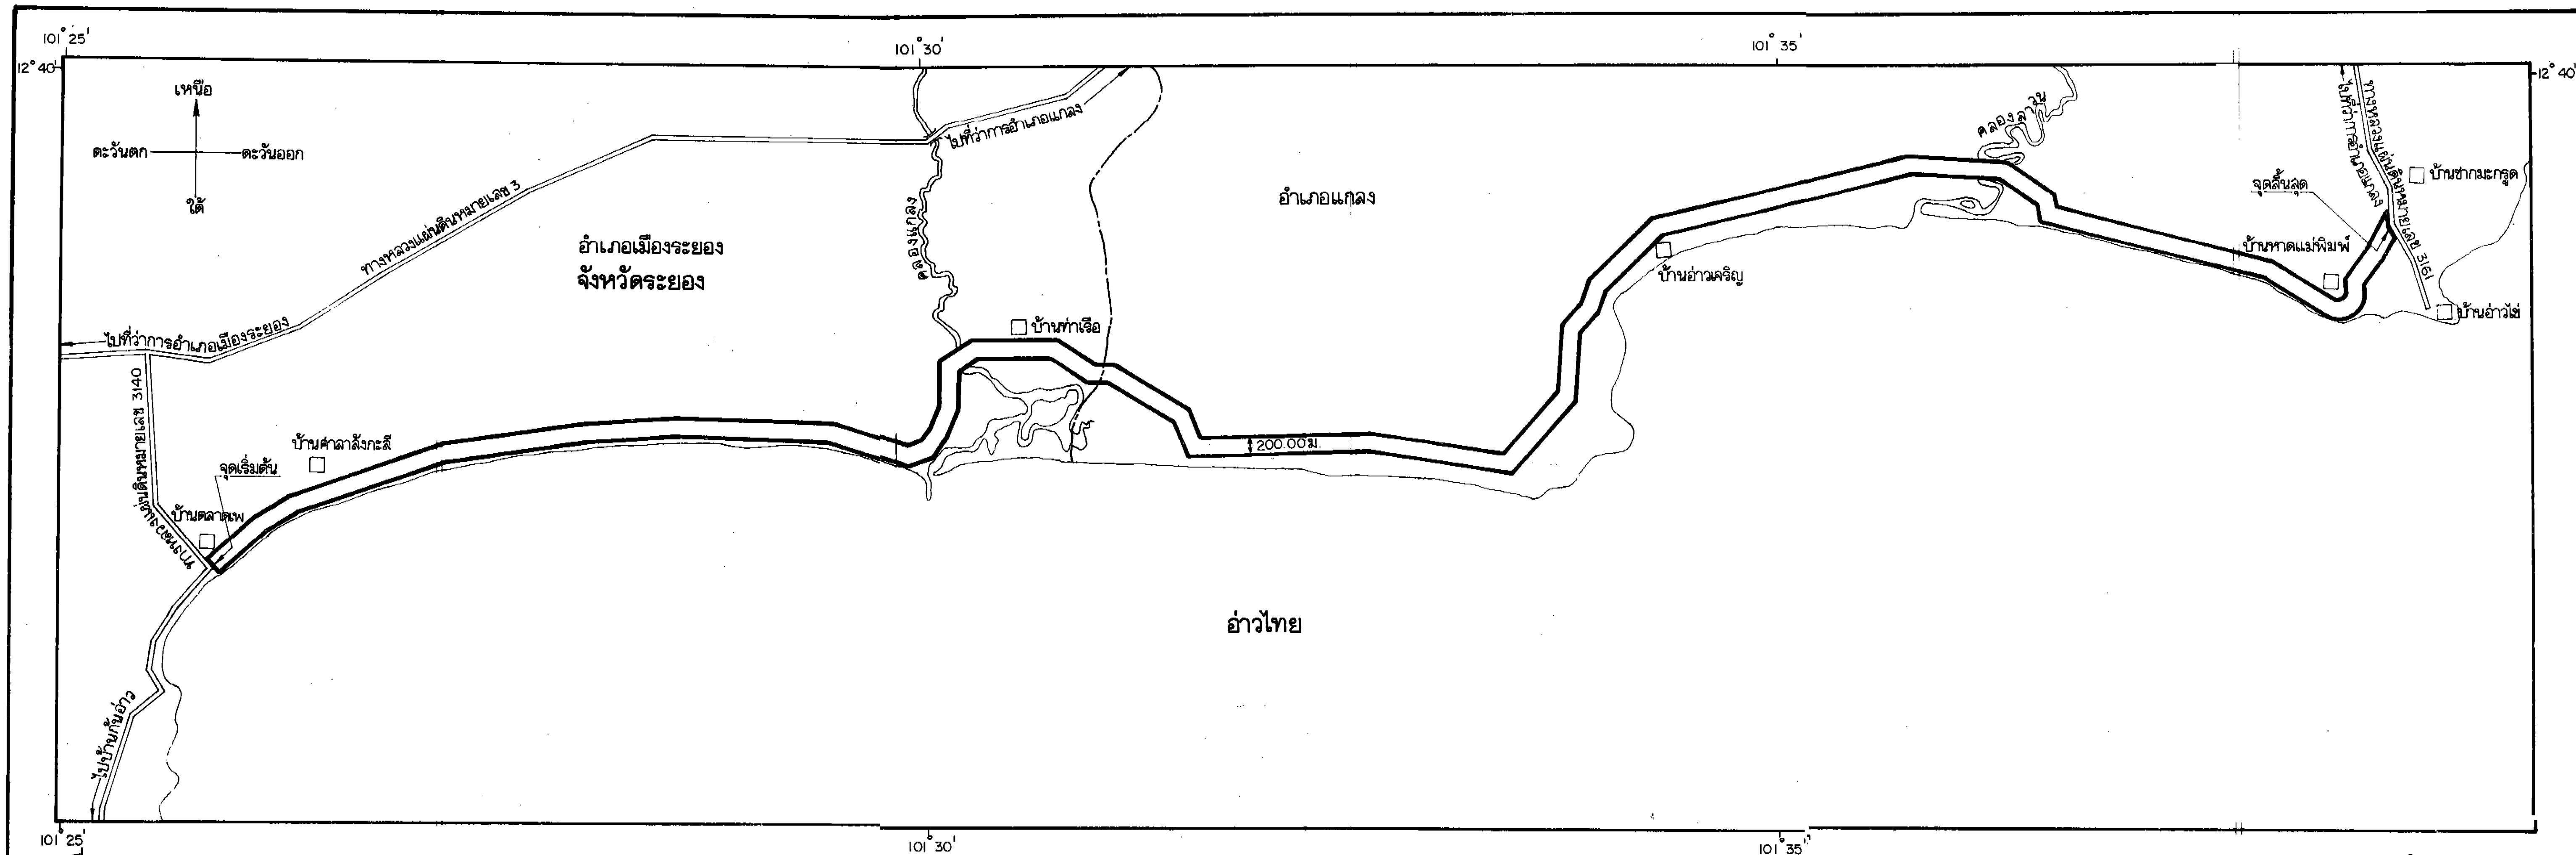 101°25'
101°30'
101°35'
12°40'
12°40'
เหนือ
ตะวันตก
ตะวันออก
ใต้
ทางหลวงแผ่นดินหมายเลข 3
ไปที่ว่าการอำเภอแกลง
คลองแกลง
อำเภอเมืองระยอง
จังหวัดระยอง
อำเภอแกลง
คลองลาวน
ไปที่ว่าการอำเภอแกลง
ทางหลวงแผ่นดินหมายเลข 3161
บ้านชากมะกรูด
จุดสิ้นสุด
บ้านหาดแม่พิมพ์
บ้านอ่าวไข่
บ้านอ่าวเจริญ
บ้านท่าเรือ
ไปที่ว่าการอำเภอเมืองระยอง
ทางหลวงแผ่นดินหมายเลข 3140
บ้านศาลาลังกะลี
จุดเริ่มต้น
บ้านตลาดเพ
200.00 ม.
อ่าวไทย
ไปบ้านก้นอ่าว
101°25'
101°30'
101°35'